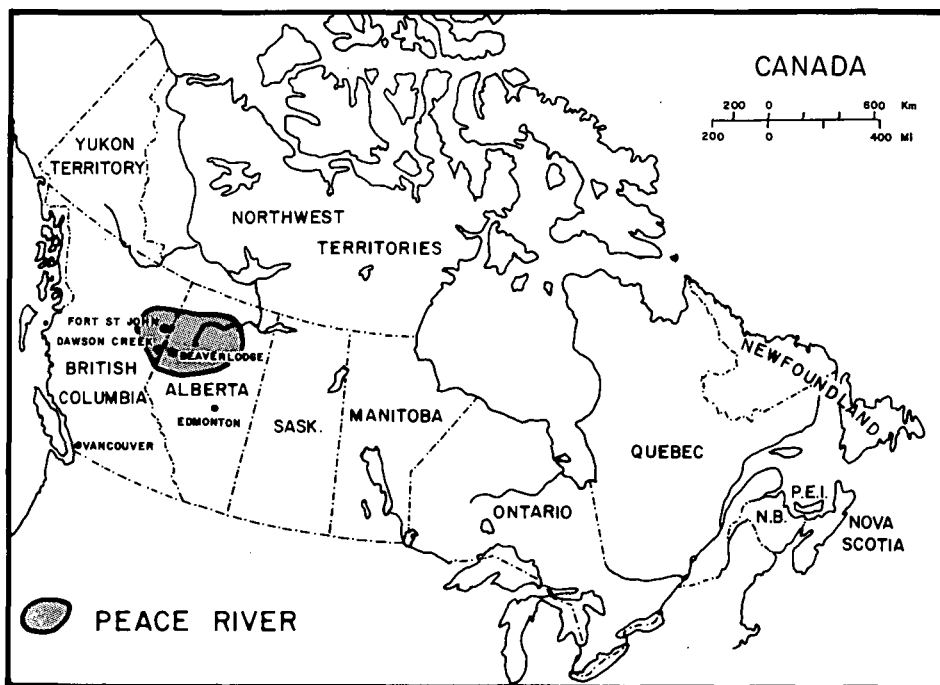 CANADA
200 0 600 Km
200 0 400 MI
YUKON
TERRITORY
NORTHWEST
TERRITORIES
FORT ST JOHN
DAWSON CREEK
BEAVERLODGE
BRITISH
COLUMBIA
ALBERTA
EDMONTON
VANCOUVER
SASK.
MANITOBA
ONTARIO
QUEBEC
NEWFOUNDLAND
P.E.I.
N.B.
NOVA
SCOTIA
PEACE RIVER